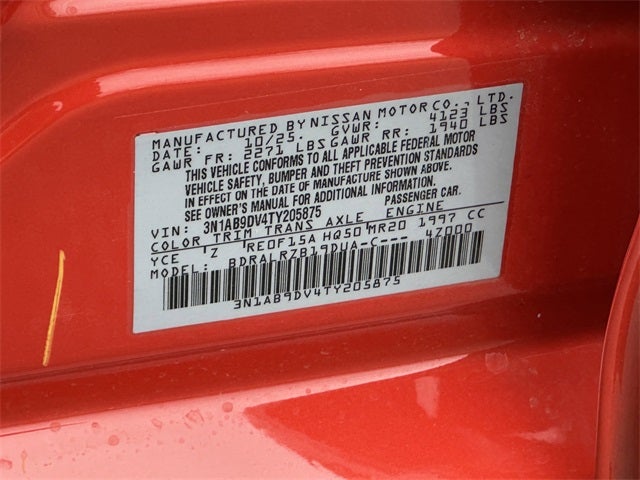 MANUFACTURED BY NISSAN MOTOR CO., LTD.
DATE: 10/25. GVWR: 4123 LBS
GAWR FR: 2271 LBS GAWR RR: 1940 LBS
THIS VEHICLE CONFORMS TO ALL APPLICABLE FEDERAL MOTOR
VEHICLE SAFETY, BUMPER AND THEFT PREVENTION STANDARDS
IN EFFECT ON THE DATE OF MANUFACTURE SHOWN ABOVE.
SEE OWNER'S MANUAL FOR ADDITIONAL INFORMATION.
VIN: 3N1AB9DV4TY205875 PASSENGER CAR.
COLOR TRIM TRANS AXLE ENGINE
YCE 'Z RE0F15A HQ50 MR20 1997 CC
MODEL: BDRALRZB19DUA-C--- 47000
3N1AB9DV4TY205875